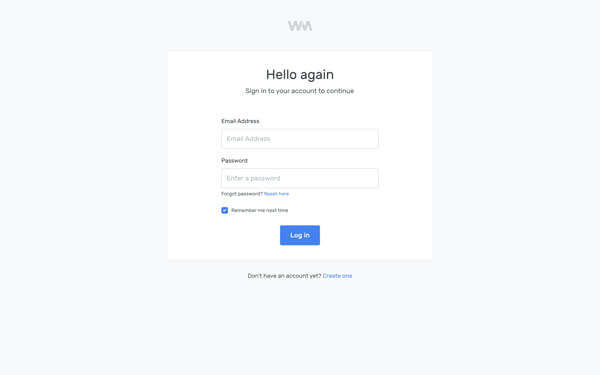 WM
Hello again
Sign in to your account to continue
Email Address
Email Address
Password
Enter a password
Forgot password? Reset here
Remember me next time
Log in
Don't have an account yet? Create one